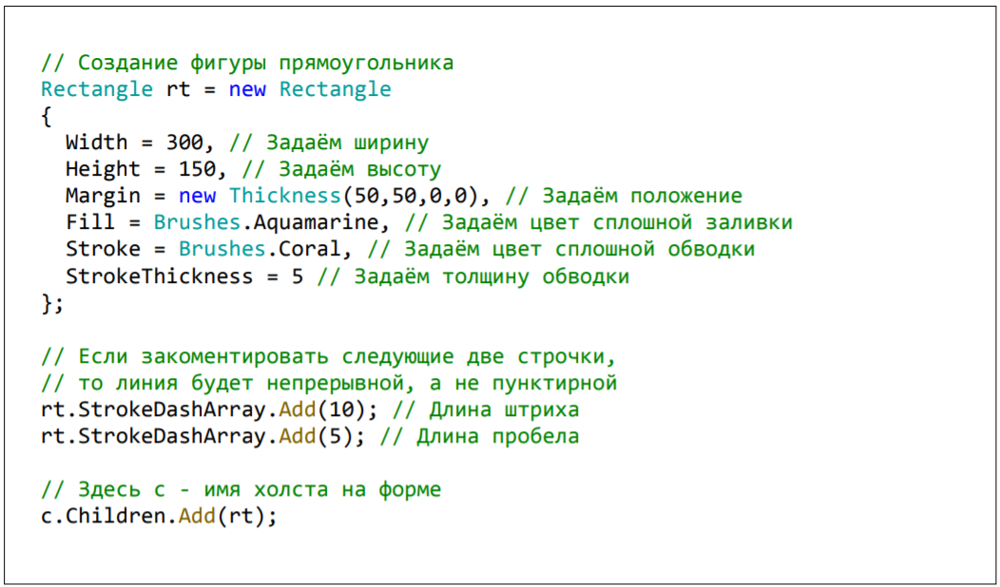 // Создание фигуры прямоугольника
Rectangle rt = new Rectangle
{
Width = 300, // Задаём ширину
Height = 150, // Задаём высоту
Margin = new Thickness(50,50,0,0), // Задаём положение
Fill = Brushes.Aquamarine, // Задаём цвет сплошной заливки
Stroke = Brushes.Coral, // Задаём цвет сплошной обводки
StrokeThickness = 5 // Задаём толщину обводки
};
// Если закоментировать следующие две строчки,
// то линия будет непрерывной, а не пунктирной
rt.StrokeDashArray.Add(10); // Длина штриха
rt.StrokeDashArray.Add(5); // Длина пробела
// Здесь c - имя холста на форме
c.Children.Add(rt);